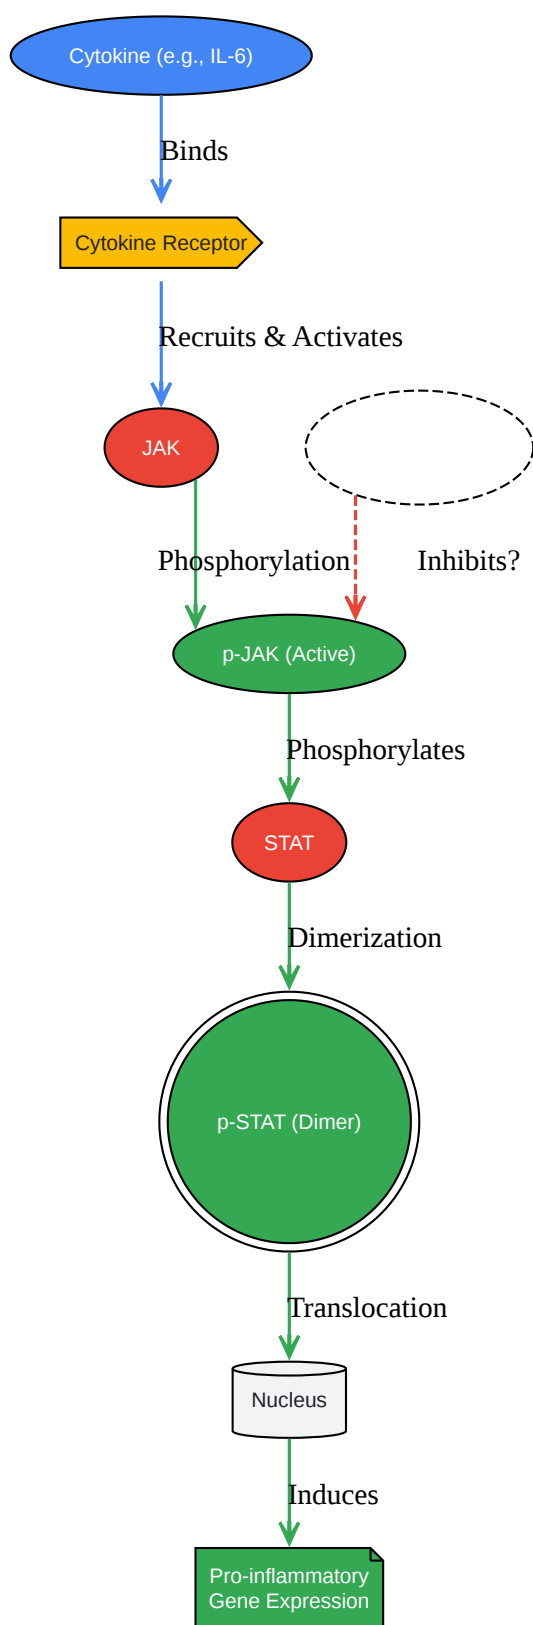 Cytokine (e.g., IL-6)
Binds
Cytokine Receptor
Recruits & Activates
JAK
Phosphorylation
Inhibits?
p-JAK (Active)
Phosphorylates
STAT
Dimerization
p-STAT (Dimer)
Translocation
Nucleus
Induces
Pro-inflammatory
Gene Expression